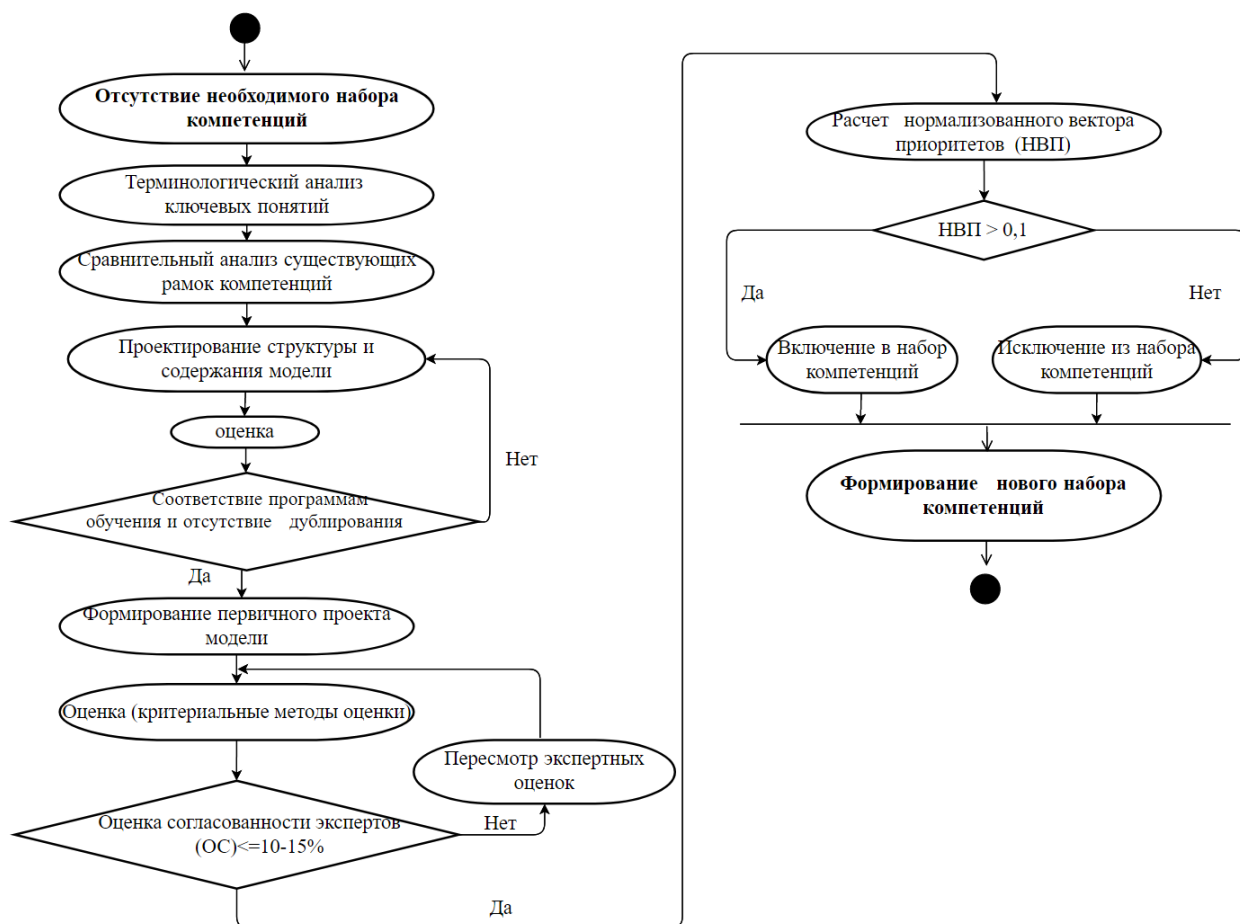 Отсутствие необходимого набора
компетенций
Терминологический анализ
ключевых понятий
Сравнительный анализ существующих
рамок компетенций
Проектирование структуры и
содержания модели
оценка
Нет
Соответствие программам
обучения и отсутствие дублирования
Да
Формирование первичного проекта
модели
Оценка (критериальные методы оценки)
Пересмотр экспертных
оценок
Оценка согласованности экспертов
(ОС)<=10-15%
Нет
Да
Расчет нормализованного вектора
приоритетов (НВП)
НВП > 0,1
Да
Нет
Включение в набор
компетенций
Исключение из набора
компетенций
Формирование нового набора
компетенций